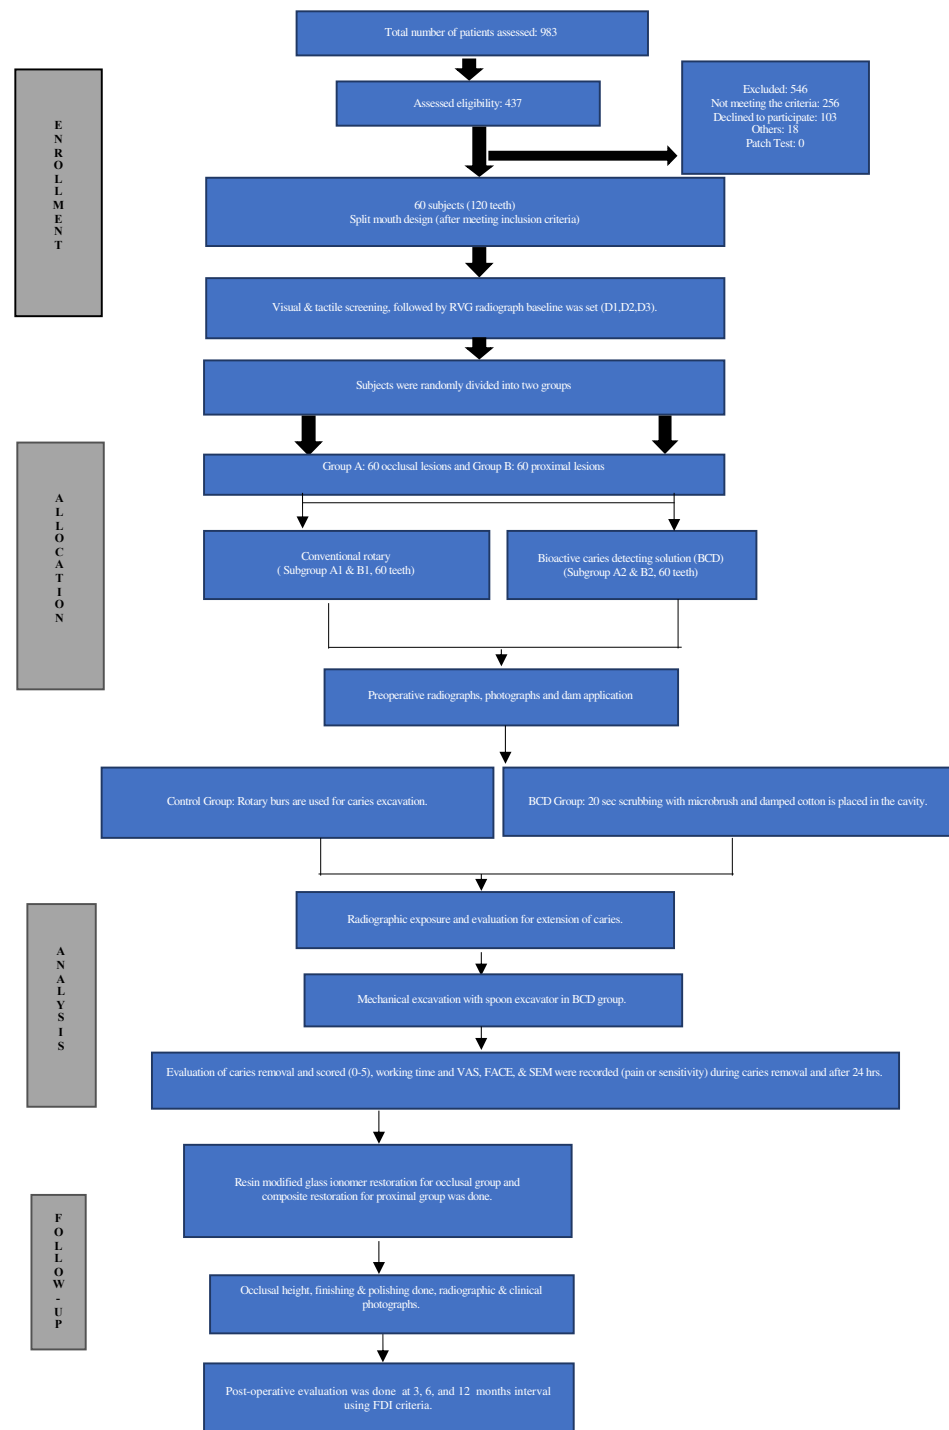 Total number of patients assessed: 983
Assessed eligibility: 437
Excluded: 546
Not meeting the criteria: 256
Declined to participate: 103
Others: 18
Patch Test: 0
ENROLLMENT
60 subjects (120 teeth)
Split mouth design (after meeting inclusion criteria)
Visual & tactile screening, followed by RVG radiograph baseline was set (D1,D2,D3).
Subjects were randomly divided into two groups
ALLOCATION
Group A: 60 occlusal lesions and Group B: 60 proximal lesions
Conventional rotary
( Subgroup A1 & B1, 60 teeth)
Bioactive caries detecting solution (BCD)
(Subgroup A2 & B2, 60 teeth)
Preoperative radiographs, photographs and dam application
Control Group: Rotary burs are used for caries excavation.
BCD Group: 20 sec scrubbing with microbrush and damped cotton is placed in the cavity.
ANALYSIS
Radiographic exposure and evaluation for extension of caries.
Mechanical excavation with spoon excavator in BCD group.
Evaluation of caries removal and scored (0-5), working time and VAS, FACE, & SEM were recorded (pain or sensitivity) during caries removal and after 24 hrs.
FOLLOW-UP
Resin modified glass ionomer restoration for occlusal group and
composite restoration for proximal group was done.
Occlusal height, finishing & polishing done, radiographic & clinical
photographs.
Post-operative evaluation was done at 3, 6, and 12 months interval
using FDI criteria.